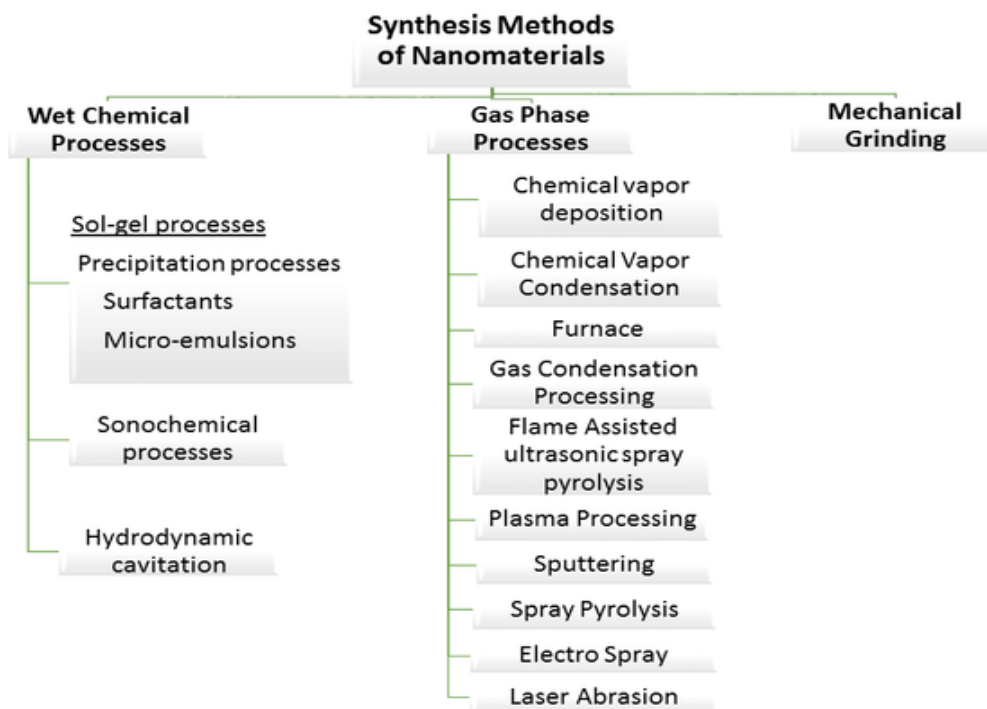 Synthesis Methods
of Nanomaterials
Wet Chemical
Processes
Sol-gel processes
Precipitation processes
Surfactants
Micro-emulsions
Sonochemical
processes
Hydrodynamic
cavitation
Gas Phase
Processes
Chemical vapor
deposition
Chemical Vapor
Condensation
Furnace
Gas Condensation
Processing
Flame Assisted
ultrasonic spray
pyrolysis
Plasma Processing
Sputtering
Spray Pyrolysis
Electro Spray
Laser Abrasion
Mechanical
Grinding